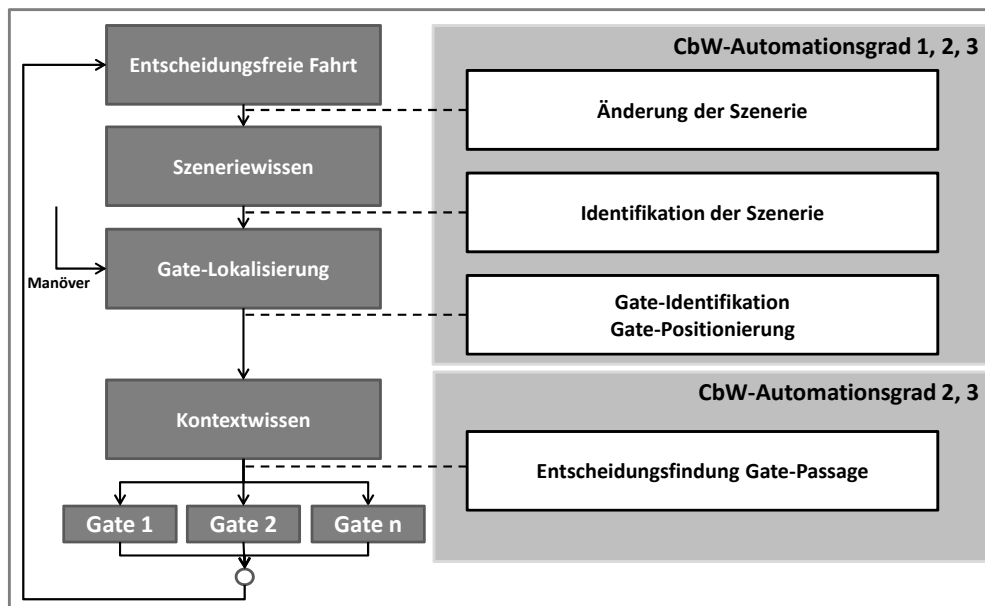 CbW-Automationsgrad 1, 2, 3
Entscheidungsfreie Fahrt
Änderung der Szenerie
Szeneriewissen
Identifikation der Szenerie
Gate-Lokalisierung
Manöver
Gate-Identifikation
Gate-Positionierung
CbW-Automationsgrad 2, 3
Kontextwissen
Entscheidungsfindung Gate-Passage
Gate 1
Gate 2
Gate n